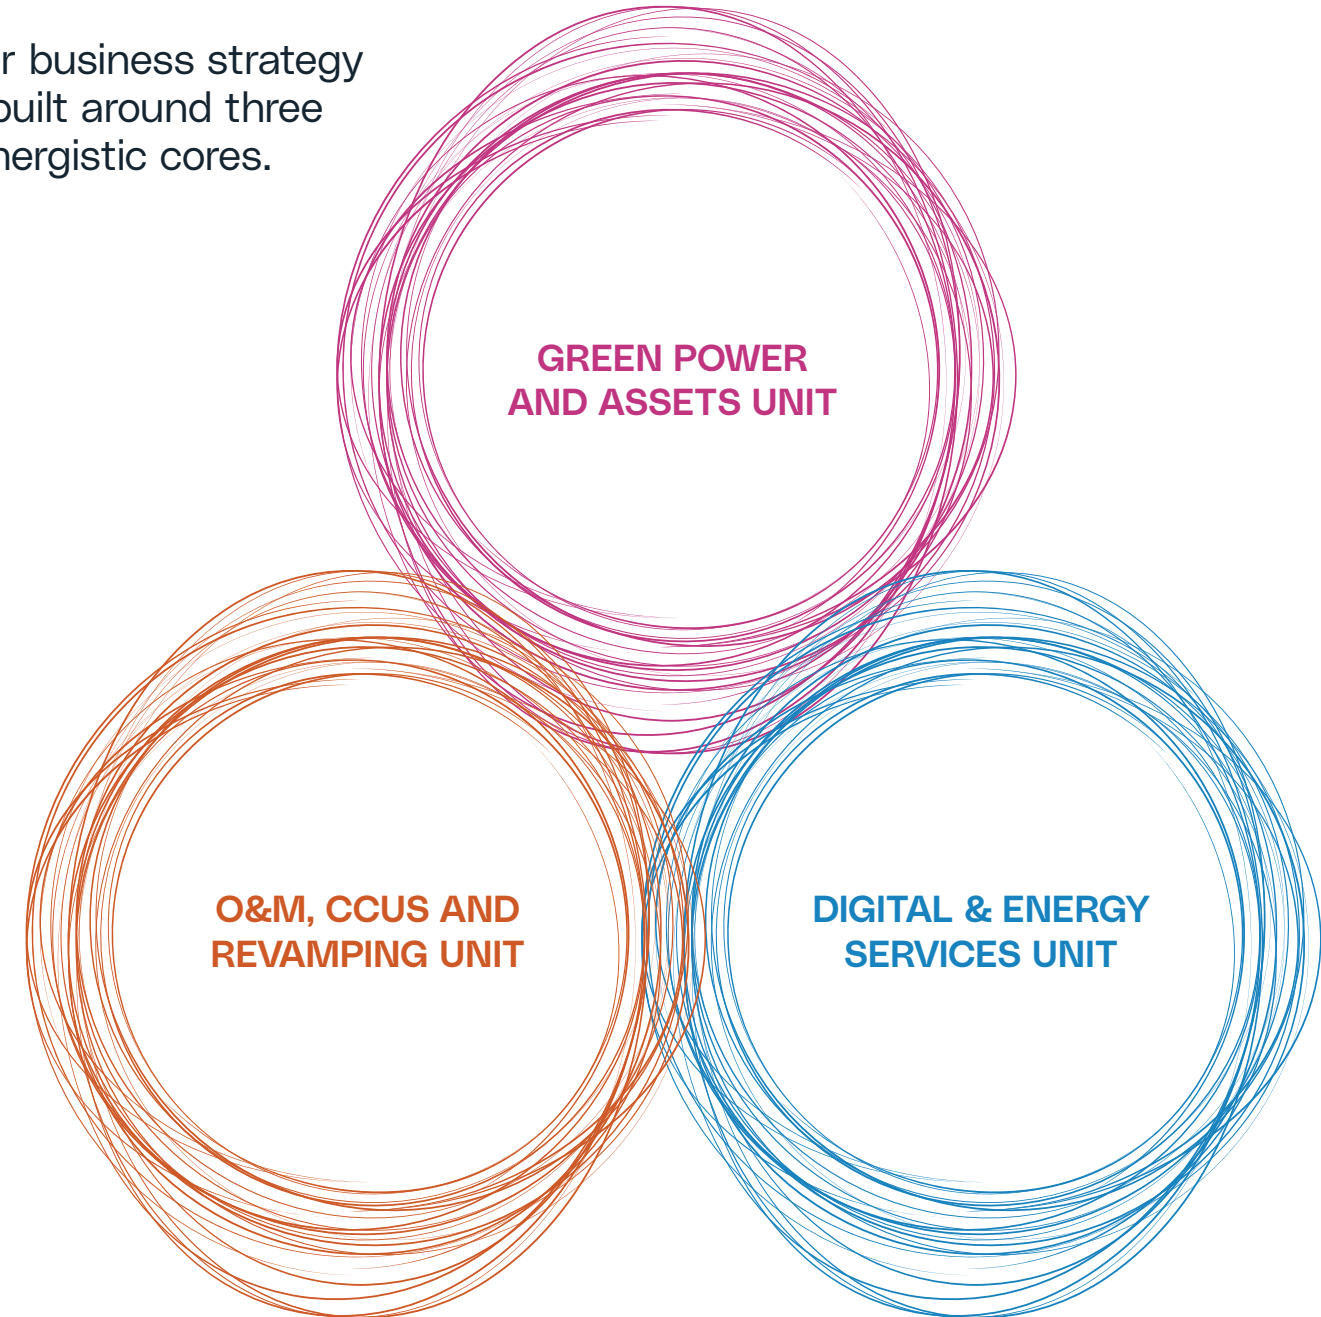 r business strategy
built around three
nergistic cores.
GREEN POWER
AND ASSETS UNIT
O&M, CCUS AND
REVAMPING UNIT
DIGITAL & ENERGY
SERVICES UNIT